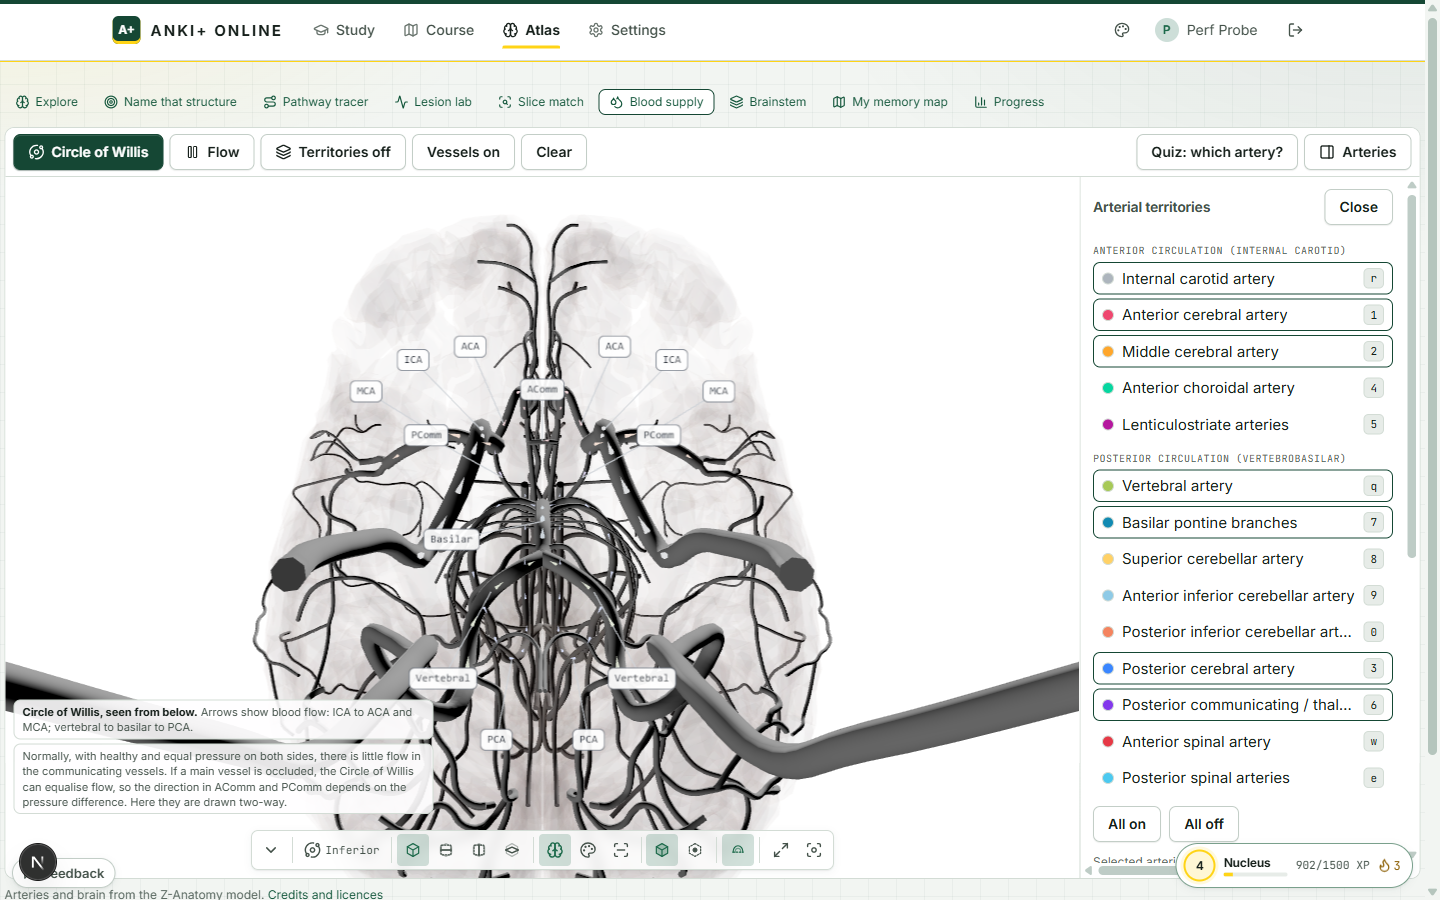 A+ ANKI+ ONLINE Study Course Atlas Settings P Perf Probe
Explore Name that structure Pathway tracer Lesion lab Slice match Blood supply Brainstem My memory map Progress
Circle of Willis Flow Territories off Vessels on Clear Quiz: which artery? Arteries
Arterial territories Close
ANTERIOR CIRCULATION (INTERNAL CAROTID)
Internal carotid artery r
Anterior cerebral artery 1
Middle cerebral artery 2
Anterior choroidal artery 4
Lenticulostriate arteries 5
POSTERIOR CIRCULATION (VERTEBROBASILAR)
Vertebral artery q
Basilar pontine branches 7
Superior cerebellar artery 8
Anterior inferior cerebellar artery 9
Posterior inferior cerebellar art... 0
Posterior cerebral artery 3
Posterior communicating / thal... 6
Anterior spinal artery w
Posterior spinal arteries e
All on All off
ACA ACA
ICA ICA
MCA AComm MCA
PComm PComm
Basilar
Vertebral Vertebral
PCA PCA
Circle of Willis, seen from below. Arrows show blood flow: ICA to ACA and
MCA; vertebral to basilar to PCA.
Normally, with healthy and equal pressure on both sides, there is little flow in
the communicating vessels. If a main vessel is occluded, the Circle of Willis
can equalise flow, so the direction in AComm and PComm depends on the
pressure difference. Here they are drawn two-way.
Inferior
N eedback
4 Nucleus 902/1500 XP 3
Arteries and brain from the Z-Anatomy model. Credits and licences